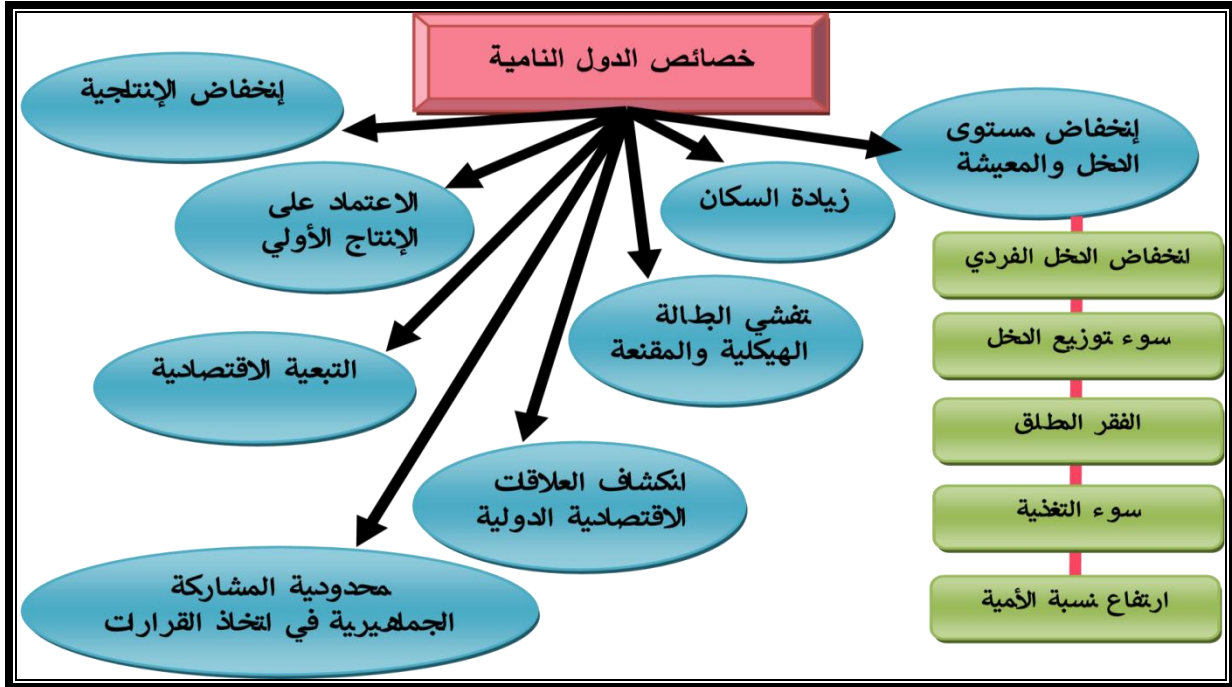 خصائص الدول النامية
إنخفاض مستوى
الدخل والمعيشة
انخفاض الدخل الفردي
سوء توزيع الدخل
الفقر المطلق
سوء التغذية
ارتفاع نسبة الأمية
زيادة السكان
تفشي البطالة
الهيكلية والمقنعة
انكشاف العلاقات
الاقتصادية الدولية
محدودية المشاركة
الجماهيرية في اتخاذ القرارات
التبعية الاقتصادية
الاعتماد على
الإنتاج الأولي
إنخفاض الإنتاجية